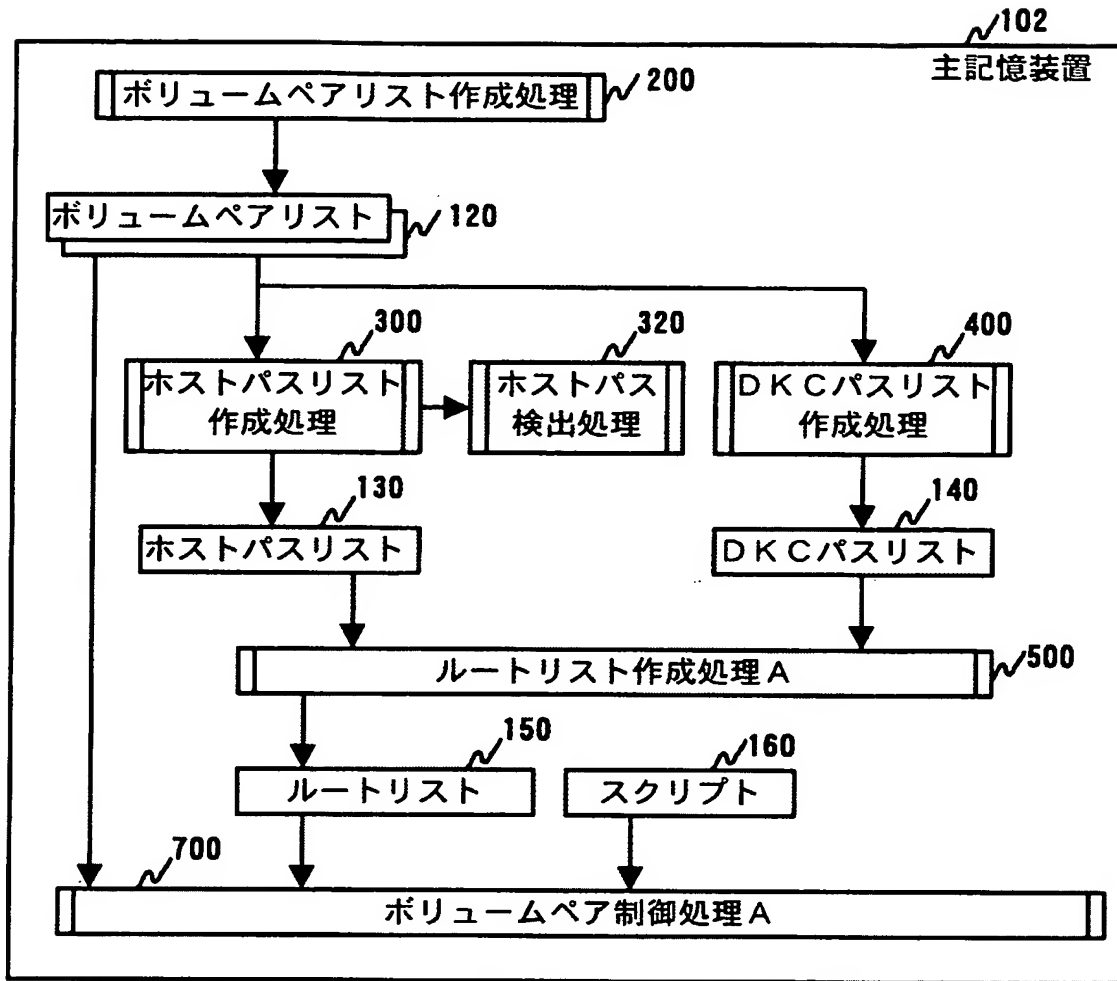 102
主記憶装置
ボリュームペアリスト作成処理
200
ボリュームペアリスト
120
300
320
400
ホストパスリスト
作成処理
ホストパス
検出処理
DKCパスリスト
作成処理
130
140
ホストパスリスト
DKCパスリスト
ルートリスト作成処理A
500
150
160
ルートリスト
スクリプト
700
ボリュームペア制御処理A